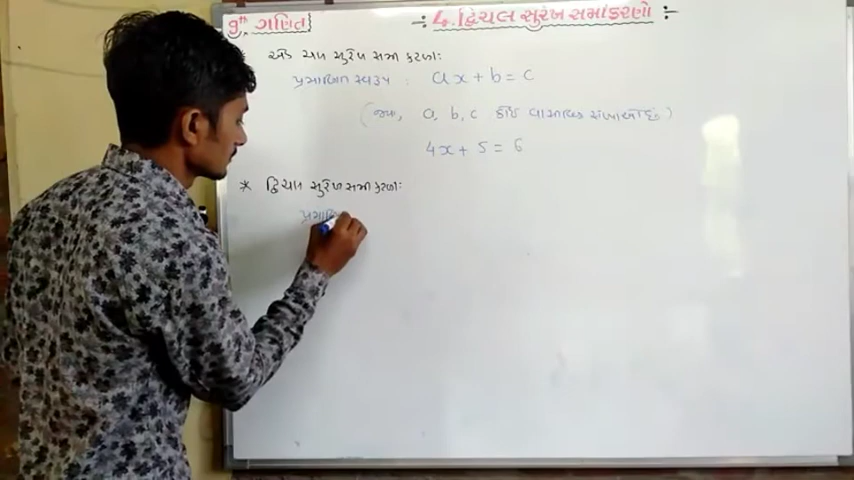 9th ગણિત
÷ 4. દ્વિચલ સુરેખ સમીકરણો ÷
* એક ચલ સુરેખ સમીકરણ:
પ્રમાણિત સ્વરૂપ : ax + b = c
(જ્યાં, a, b, c કોઈ વાસ્તવિક સંખ્યાઓ છે)
4x + 5 = 6
* દ્વિચલ સુરેખ સમીકરણ: